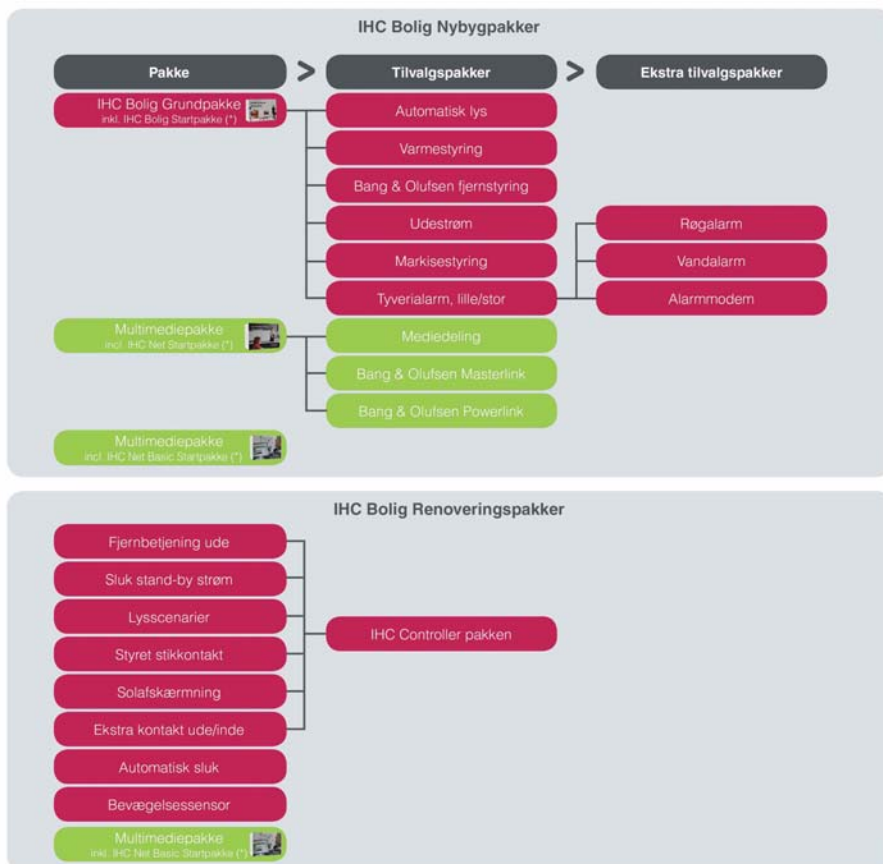 IHC Bolig Nybygpakker
Pakke > Tilvalgspakker > Ekstra tilvalgspakker
IHC Bolig Grundpakke
inkl. IHC Bolig Startpakke (*)
Automatisk lys
Varmestyring
Bang & Olufsen fjernstyring
Udestrøm
Røgalarm
Markisestyring
Vandalarm
Tyverialarm, lille/stor
Alarmmodem
Multimediepakke
incl. IHC Net Startpakke (*)
Mediedeling
Bang & Olufsen Masterlink
Bang & Olufsen Powerlink
Multimediepakke
incl. IHC Net Basic Startpakke (*)
IHC Bolig Renoveringspakker
Fjernbetjening ude
Sluk stand-by strøm
Lysscenarier
IHC Controller pakken
Styret stikkontakt
Solafskærmning
Ekstra kontakt ude/inde
Automatisk sluk
Bevægelsessensor
Multimediepakke
inkl. IHC Net Basic Startpakke (*)